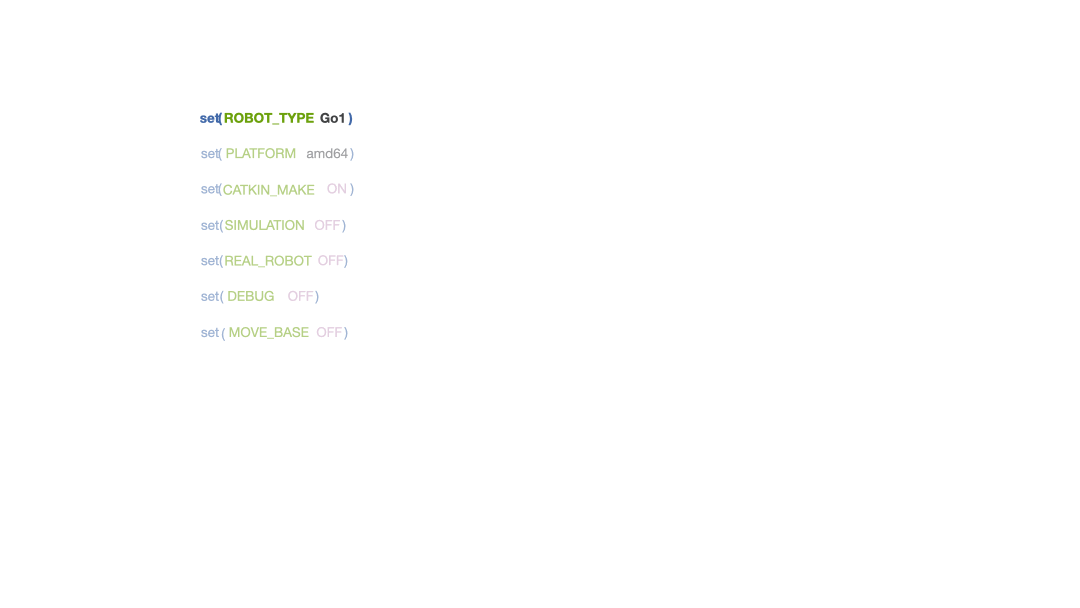 set(ROBOT_TYPE Go1)
set( PLATFORM amd64)
set(CATKIN_MAKE ON )
set(SIMULATION OFF)
set(REAL_ROBOT OFF)
set( DEBUG OFF)
set ( MOVE_BASE OFF)